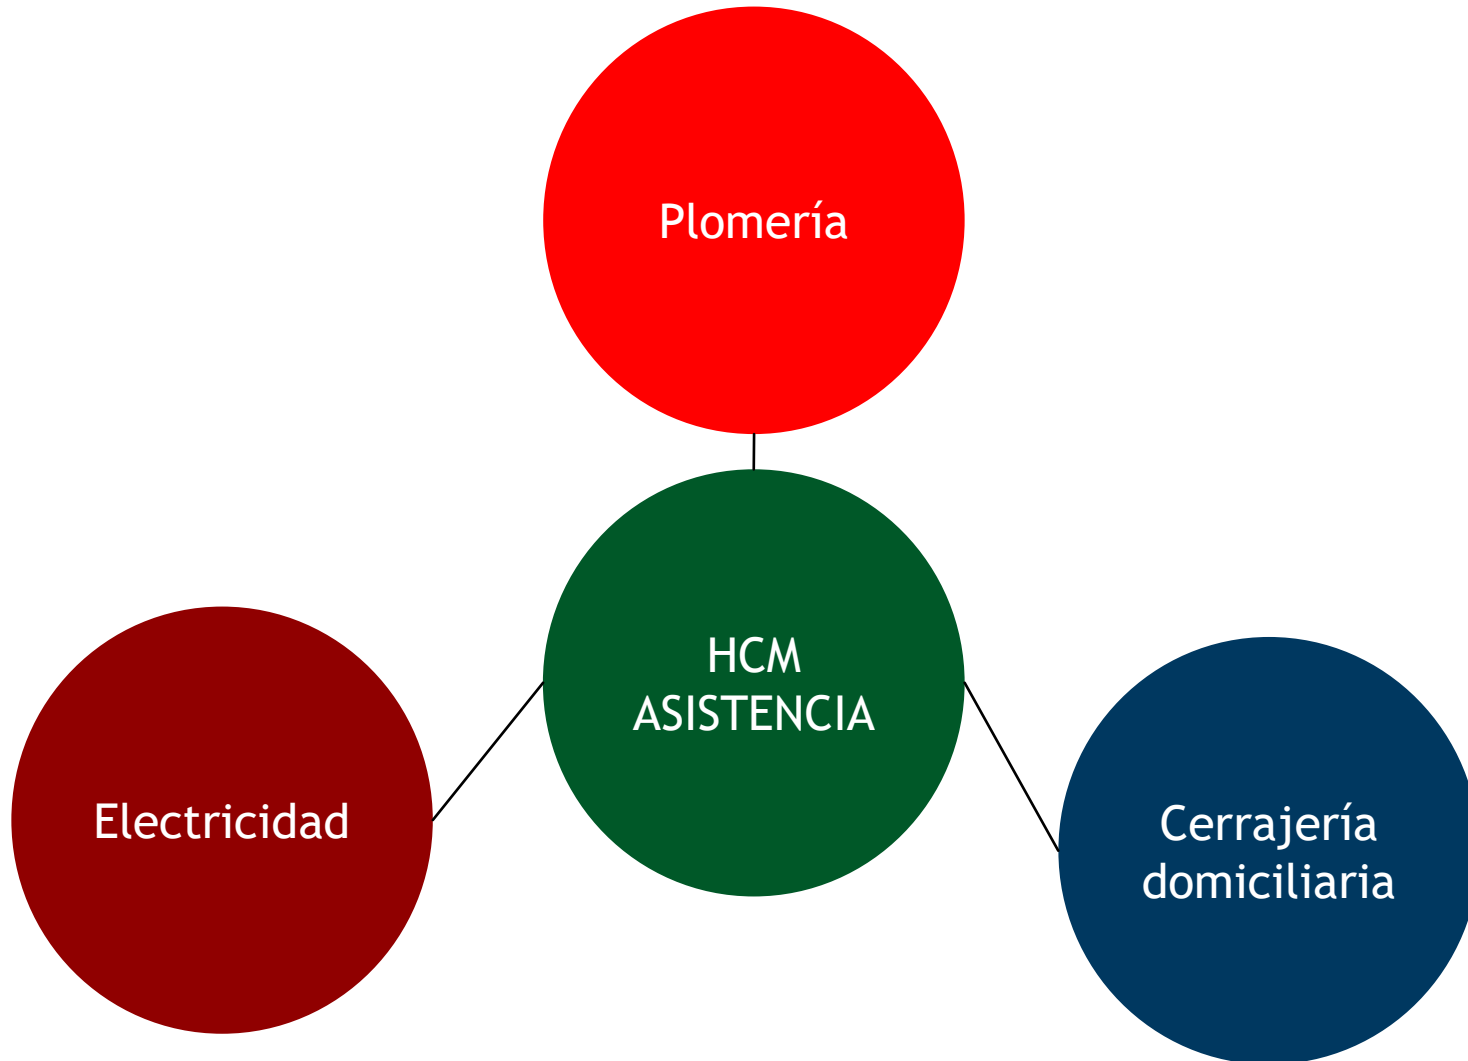 Plomería
HCM
ASISTENCIA
Electricidad
Cerrajería
domiciliaria